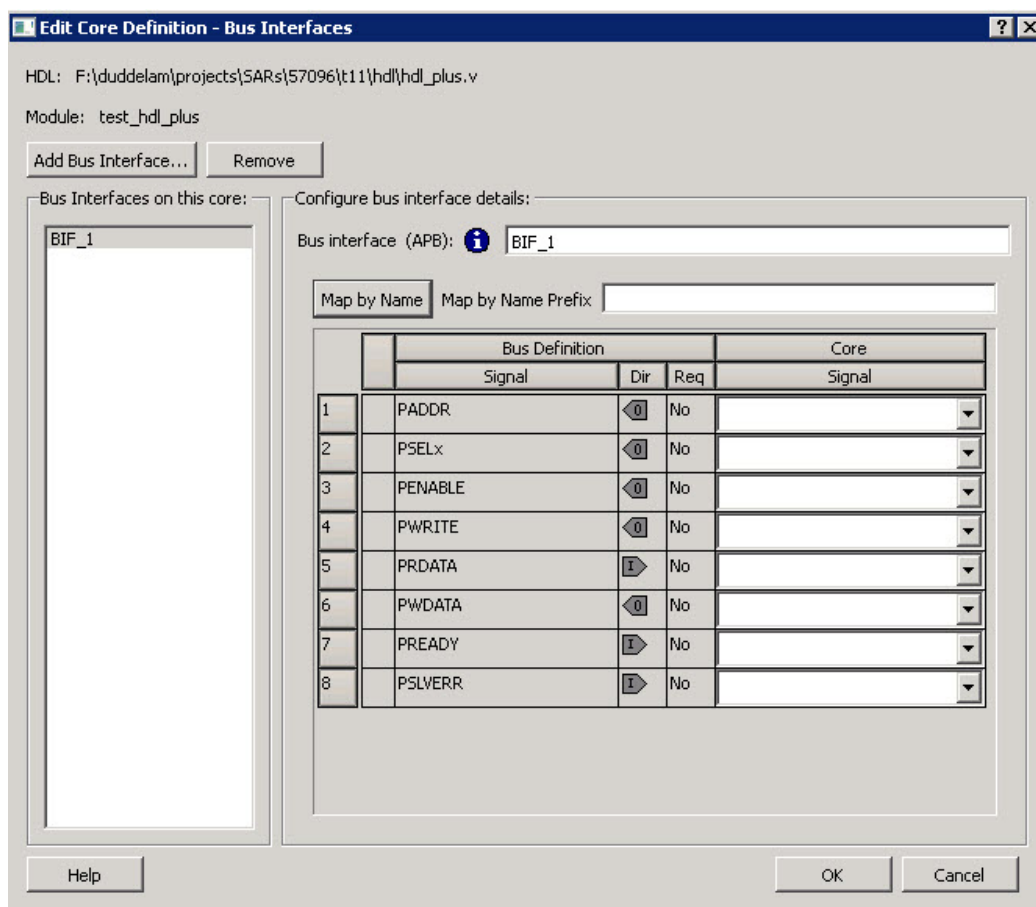 Edit Core Definition - Bus Interfaces
HDL: F:\duddelam\projects\SARs\57096\t11\hdl\hdl_plus.v
Module: test_hdl_plus
Add Bus Interface... Remove
Bus Interfaces on this core: Configure bus interface details:
BIF_1
Bus interface (APB): BIF_1
Map by Name Map by Name Prefix
Bus Definition Core
Signal Dir Req Signal
1 PADDR O No
2 PSELx O No
3 PENABLE O No
4 PWRITE O No
5 PRDATA I No
6 PWDATA O No
7 PREADY I No
8 PSLVERR I No
Help OK Cancel